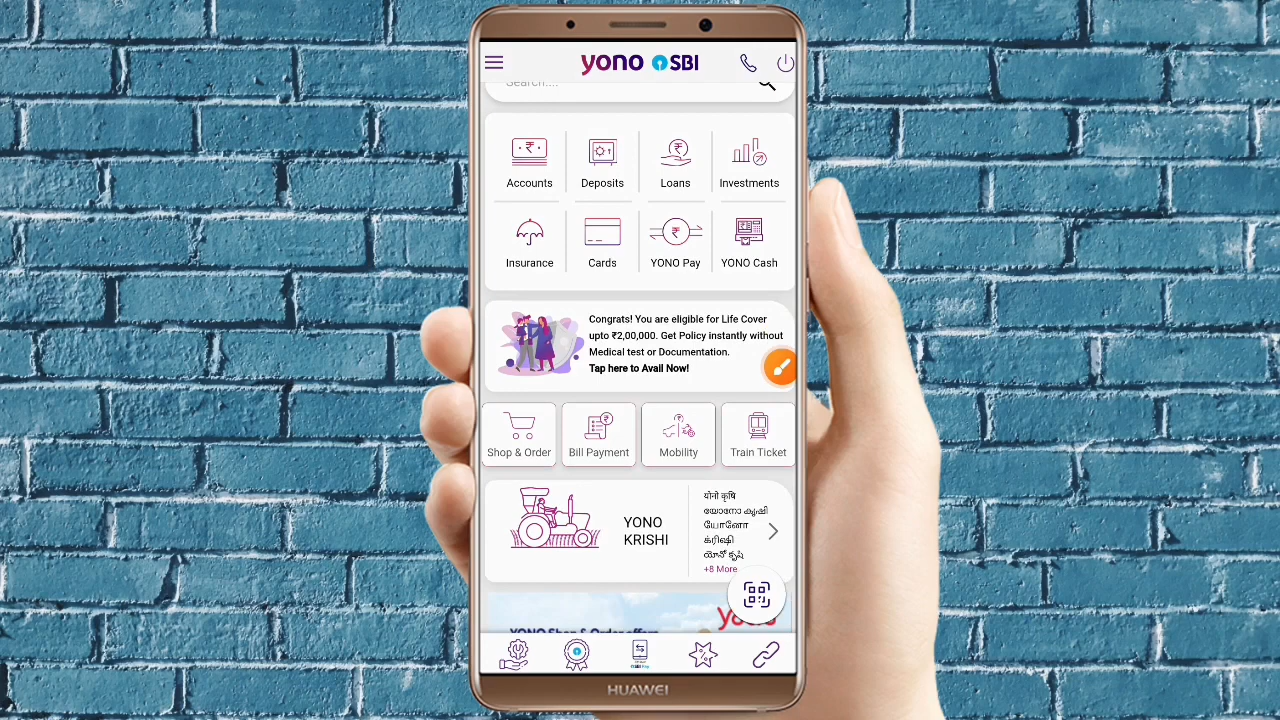 yono SBI
Search....
Accounts
Deposits
Loans
Investments
Insurance
Cards
YONO Pay
YONO Cash
Congrats! You are eligible for Life Cover
upto ₹2,00,000. Get Policy instantly without
Medical test or Documentation.
Tap here to Avail Now!
Shop & Order
Bill Payment
Mobility
Train Ticket
YONO
KRISHI
योनो कृषि
യോനോ കൃഷി
யோனோ
க்ரிஷி
యోనో కృషి
+8 More
yono
YONO Shop & Order offers
HUAWEI